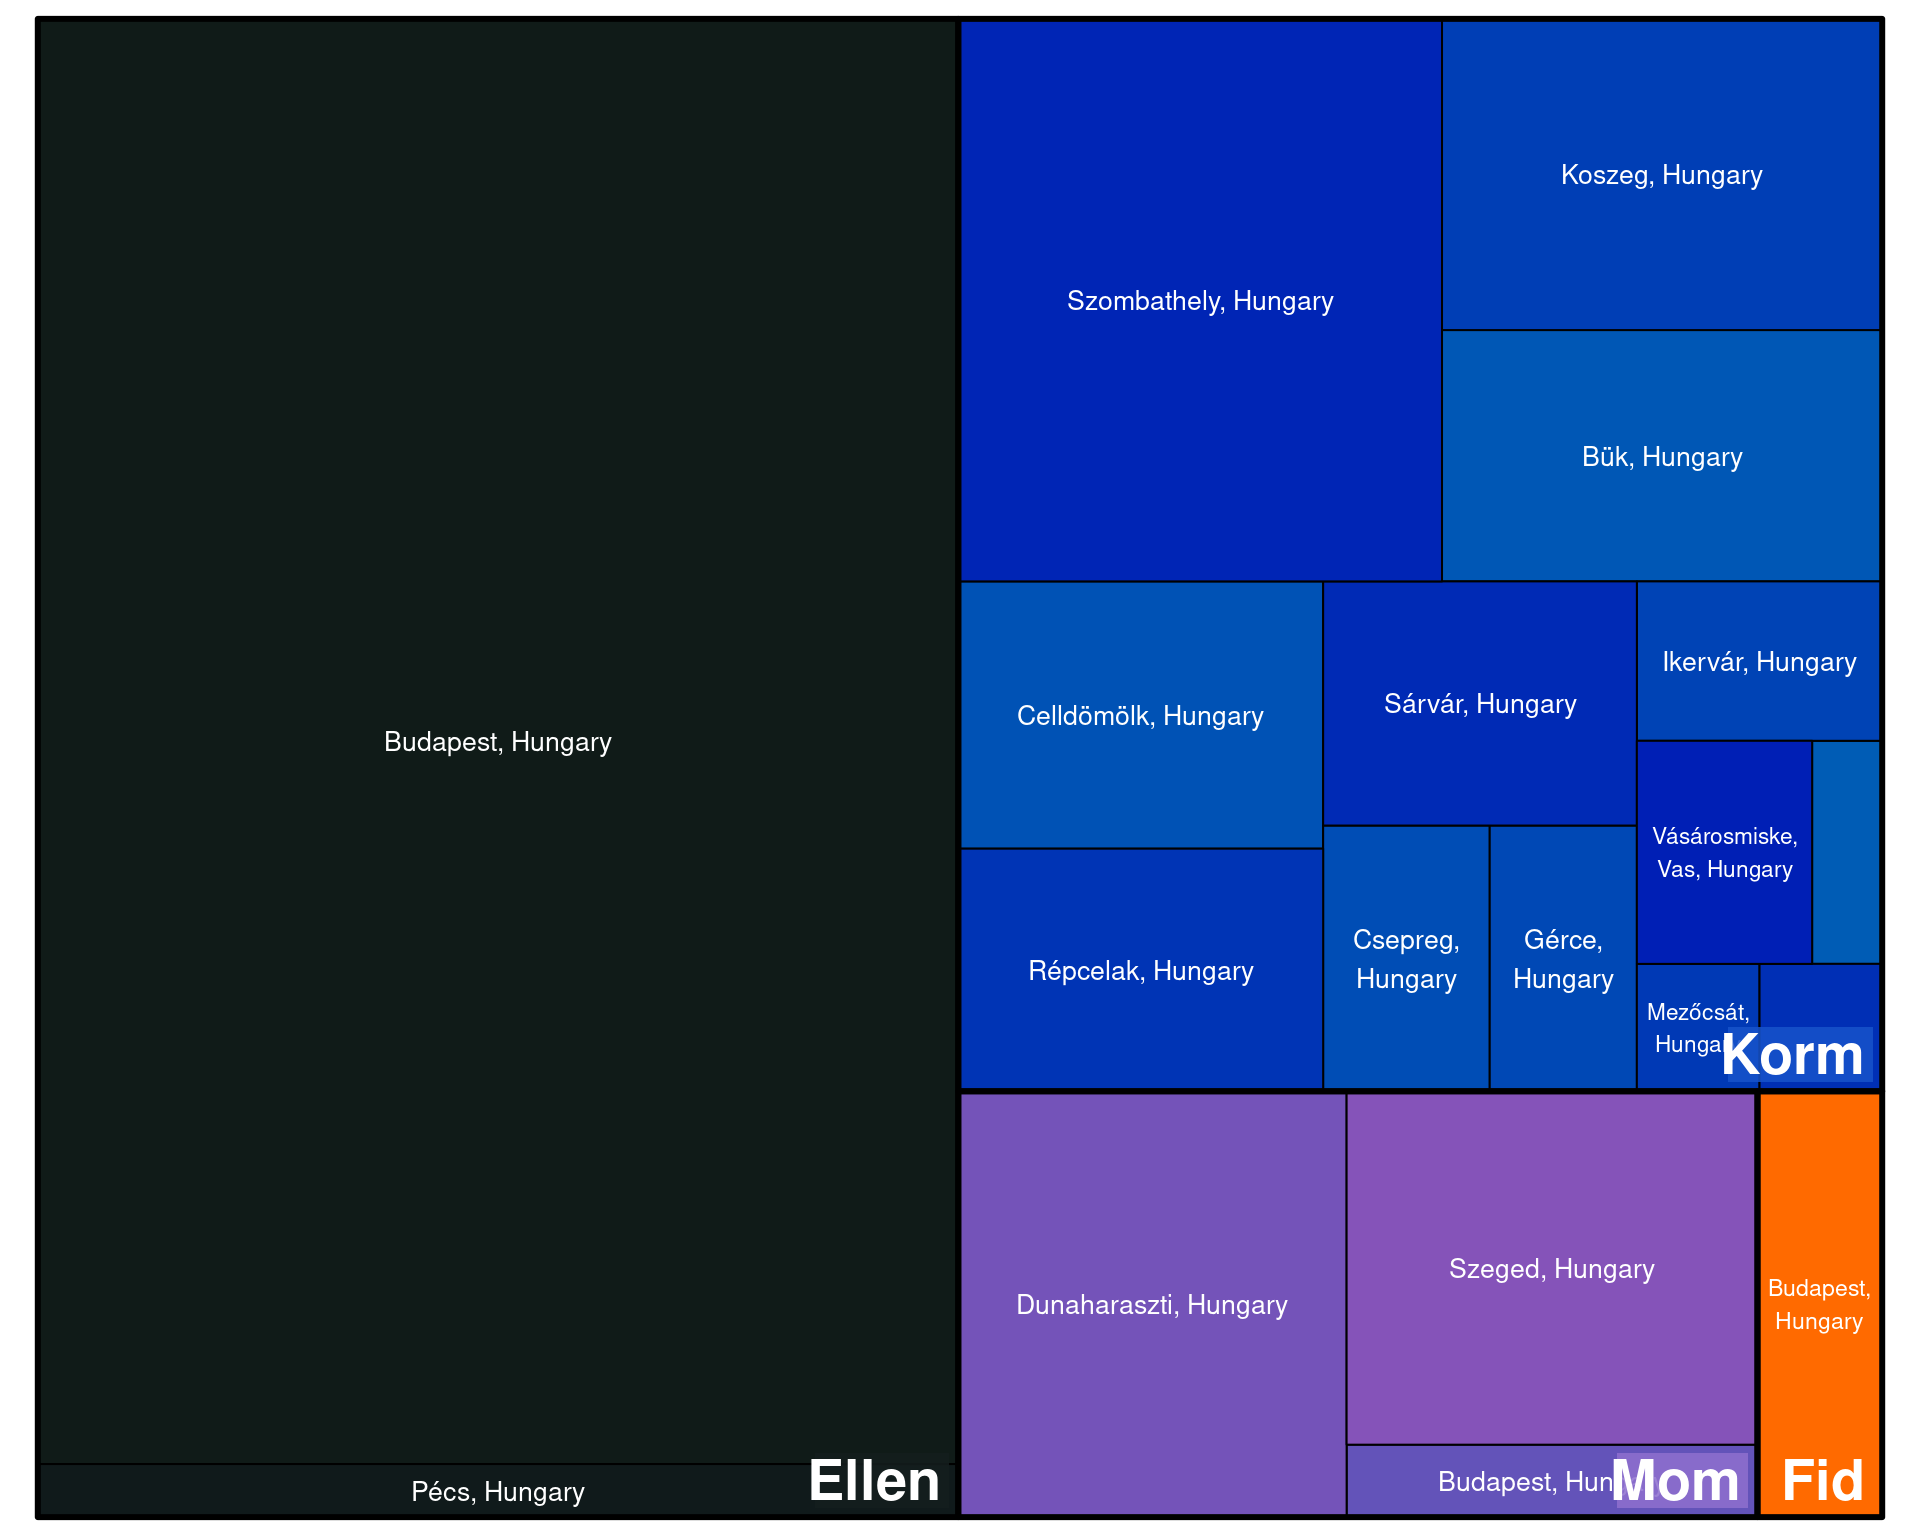 Budapest, Hungary
Pécs, Hungary
Ellen
Szombathely, Hungary
Koszeg, Hungary
Bük, Hungary
Celldömölk, Hungary
Sárvár, Hungary
Ikervár, Hungary
Répcelak, Hungary
Csepreg,
Hungary
Gérce,
Hungary
Vásárosmiske,
Vas, Hungary
Mezőcsát,
Korm
Dunaharaszti, Hungary
Szeged, Hungary
Budapest,
Mom
Budapest,
Hungary
Fid